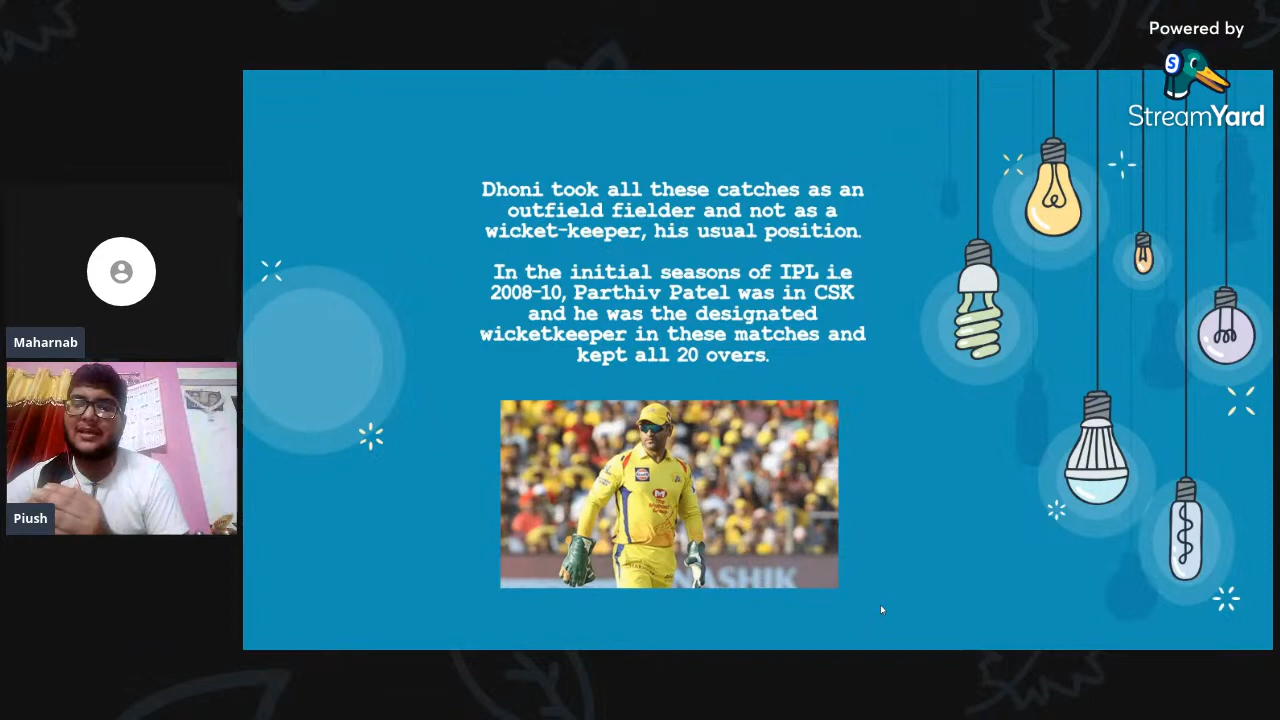 Powered by
S
StreamYard
Dhoni took all these catches as an
outfield fielder and not as a
wicket-keeper, his usual position.
In the initial seasons of IPL i.e
2008-10, Parthiv Patel was in CSK
and he was the designated
wicketkeeper in these matches and
kept all 20 overs.
Maharnab
Piush
NASHIK